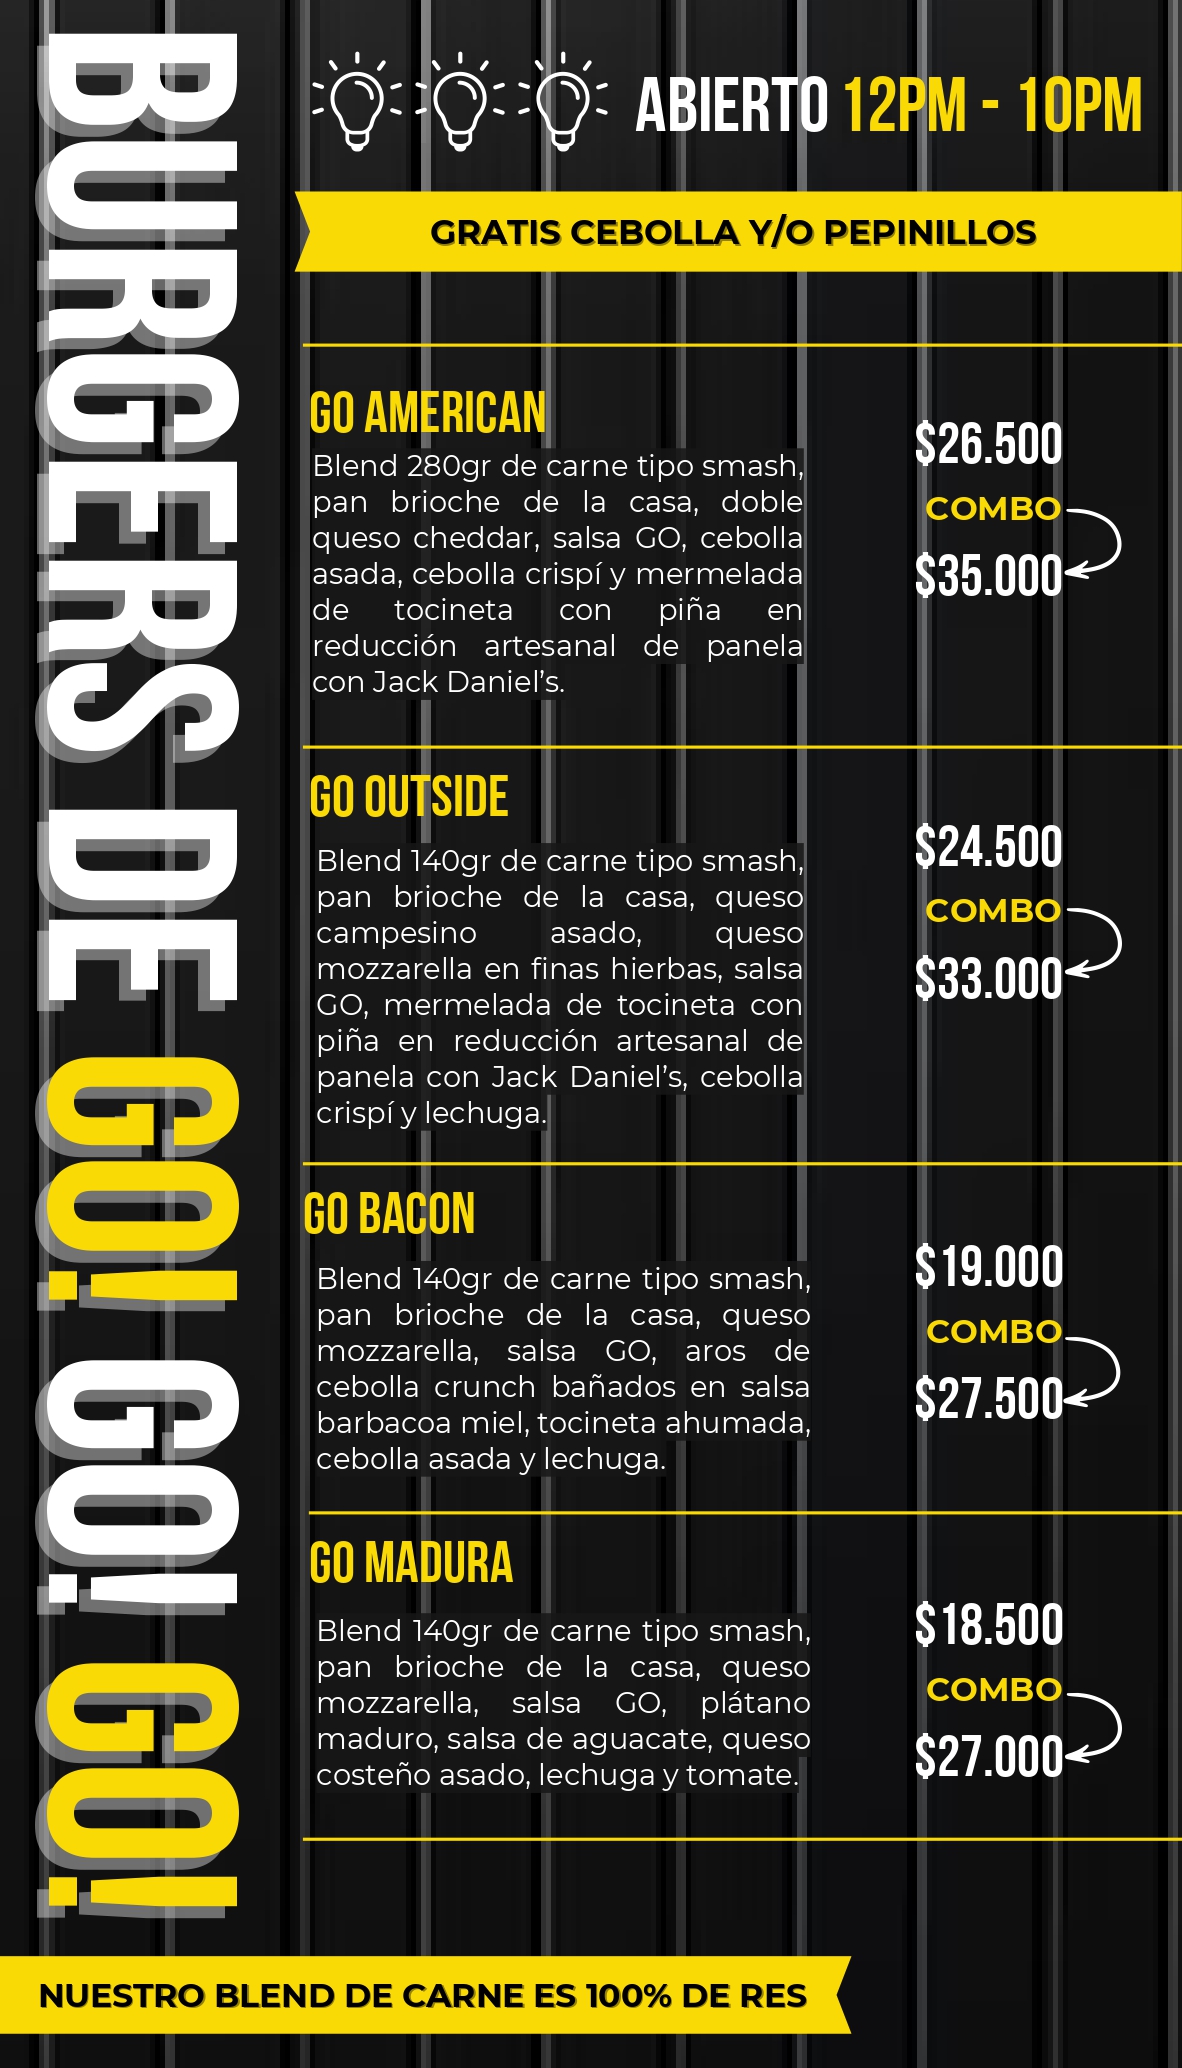 BURGERS DE GO! GO! GO!
ABIERTO 12PM - 10PM
GRATIS CEBOLLA Y/O PEPINILLOS
GO AMERICAN
Blend 280gr de carne tipo smash,
pan brioche de la casa, doble
queso cheddar, salsa GO, cebolla
asada, cebolla crispí y mermelada
de tocineta con piña en
reducción artesanal de panela
con Jack Daniel’s.
$26.500
COMBO
$35.000
GO OUTSIDE
Blend 140gr de carne tipo smash,
pan brioche de la casa, queso
campesino asado, queso
mozzarella en finas hierbas, salsa
GO, mermelada de tocineta con
piña en reducción artesanal de
panela con Jack Daniel’s, cebolla
crispí y lechuga.
$24.500
COMBO
$33.000
GO BACON
Blend 140gr de carne tipo smash,
pan brioche de la casa, queso
mozzarella, salsa GO, aros de
cebolla crunch bañados en salsa
barbacoa miel, tocineta ahumada,
cebolla asada y lechuga.
$19.000
COMBO
$27.500
GO MADURA
Blend 140gr de carne tipo smash,
pan brioche de la casa, queso
mozzarella, salsa GO, plátano
maduro, salsa de aguacate, queso
costeño asado, lechuga y tomate.
$18.500
COMBO
$27.000
NUESTRO BLEND DE CARNE ES 100% DE RES